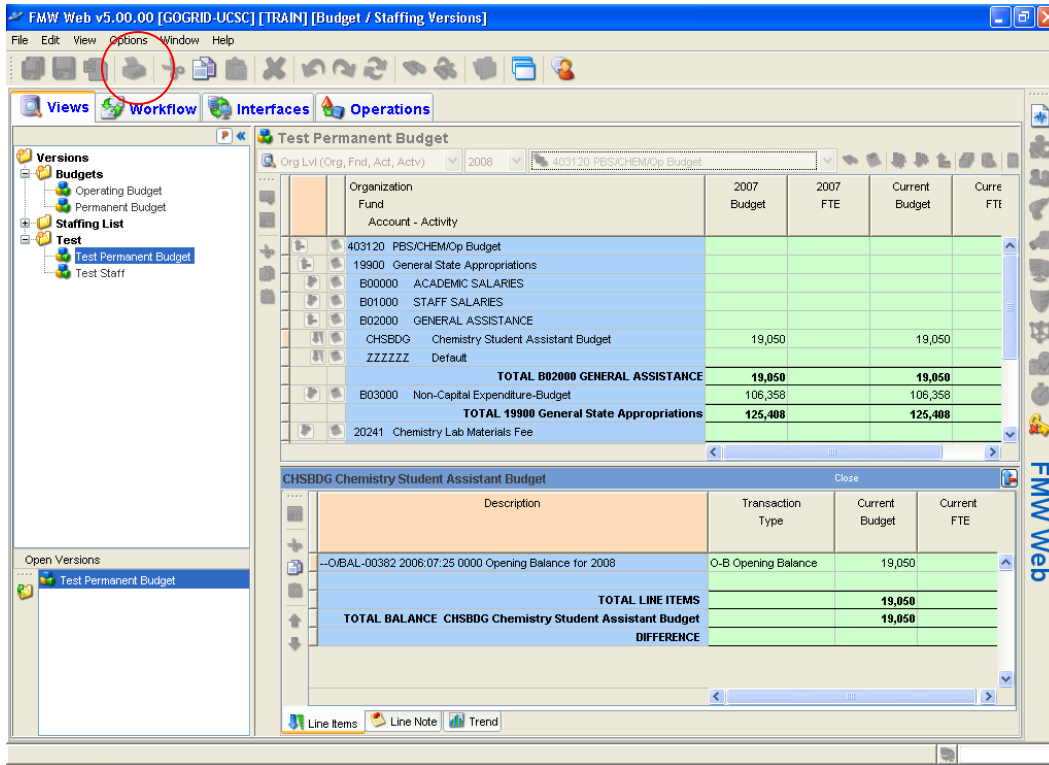 FMW Web v5.00.00 [GOGRID-UCSC] [TRAIN] [Budget / Staffing Versions]
File Edit View Options Window Help
Views Workflow Interfaces Operations
Versions
Budgets
Operating Budget
Permanent Budget
Staffing List
Test
Test Permanent Budget
Test Staff
Open Versions
Test Permanent Budget
Test Permanent Budget
Org Lvl (Org, Fnd, Act, Actv) 2008 403120 PBS/CHEM/Op Budget
Organization 2007 2007 Current Curre
Fund Budget FTE Budget FTE
Account - Activity
403120 PBS/CHEM/Op Budget
19900 General State Appropriations
B00000 ACADEMIC SALARIES
B01000 STAFF SALARIES
B02000 GENERAL ASSISTANCE
CHSBDG Chemistry Student Assistant Budget 19,050 19,050
ZZZZZZ Default
TOTAL B02000 GENERAL ASSISTANCE 19,050 19,050
B03000 Non-Capital Expenditure-Budget 106,358 106,358
TOTAL 19900 General State Appropriations 125,408 125,408
20241 Chemistry Lab Materials Fee
CHSBDG Chemistry Student Assistant Budget Close
Description Transaction Current Current
Type Budget FTE
--O/BAL-00382 2006:07:25 0000 Opening Balance for 2008 O-B Opening Balance 19,050
TOTAL LINE ITEMS 19,050
TOTAL BALANCE CHSBDG Chemistry Student Assistant Budget 19,050
DIFFERENCE
Line Items Line Note Trend
FMW Web